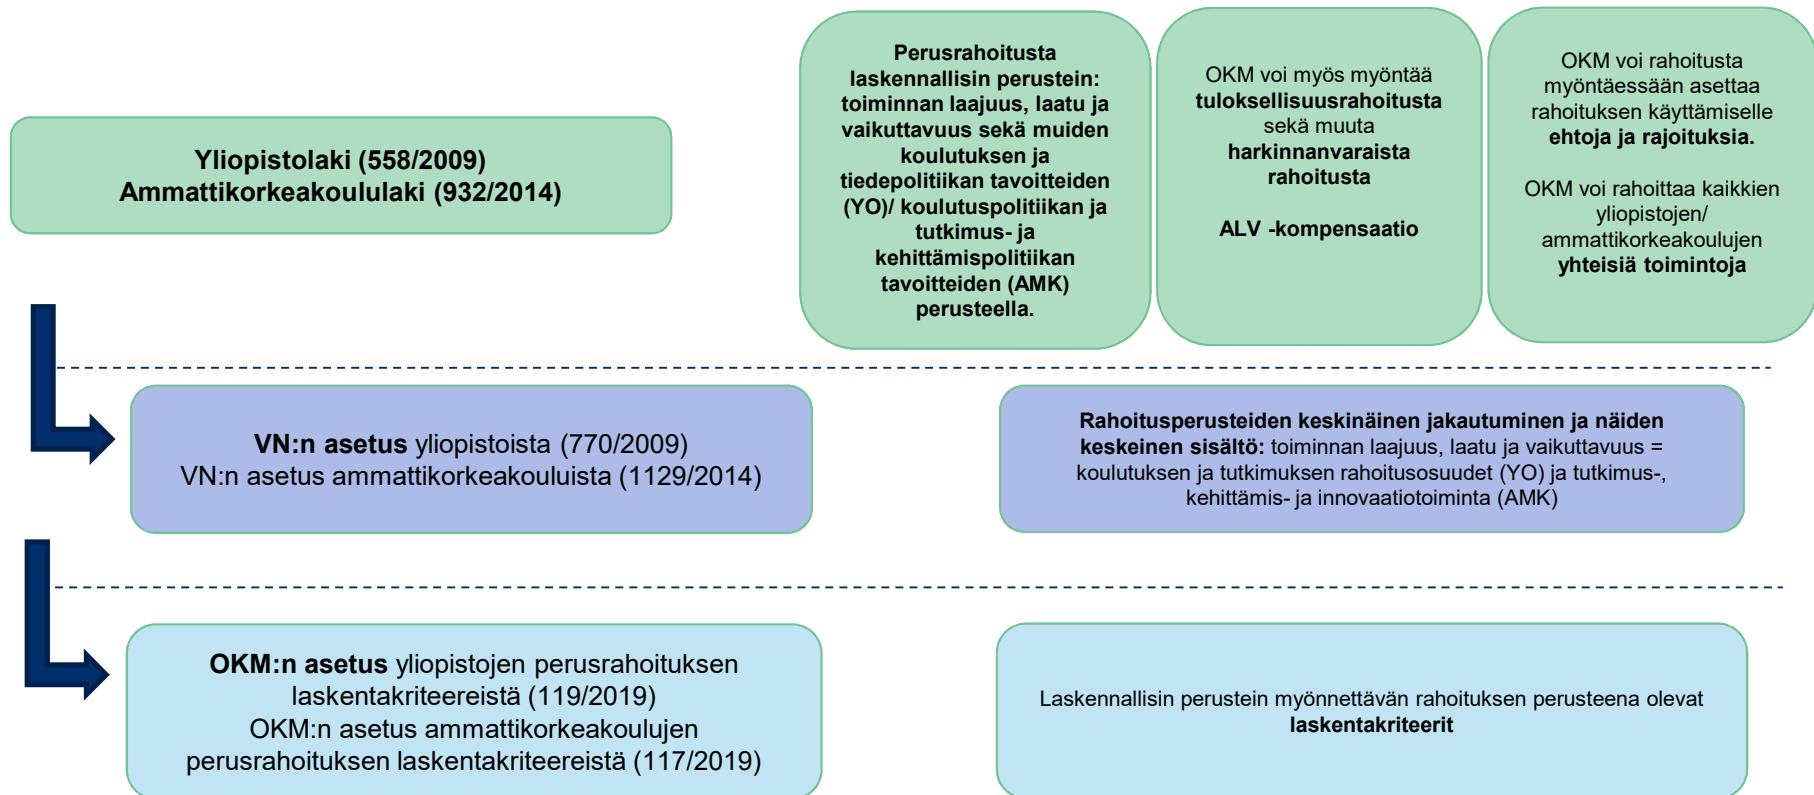 Yliopistolaki (558/2009)
Ammattikorkeakoululaki (932/2014)
Perusrahoitusta
laskennallisin perustein:
toiminnan laajuus, laatu ja
vaikuttavuus sekä muiden
koulutuksen ja
tiedepolitiikan tavoitteiden
(YO)/ koulutuspolitiikan ja
tutkimus- ja
kehittämispolitiikan
tavoitteiden (AMK)
perusteella.
OKM voi myös myöntää
tuloksellisuusrahoitusta
sekä muuta
harkinnanvaraista
rahoitusta
ALV -kompensaatio
OKM voi rahoitusta
myöntäessään asettaa
rahoituksen käyttämiselle
ehtoja ja rajoituksia.
OKM voi rahoittaa kaikkien
yliopistojen/
ammattikorkeakoulujen
yhteisiä toimintoja
VN:n asetus yliopistoista (770/2009)
VN:n asetus ammattikorkeakouluista (1129/2014)
Rahoitusperusteiden keskinäinen jakautuminen ja näiden
keskeinen sisältö: toiminnan laajuus, laatu ja vaikuttavuus =
koulutuksen ja tutkimuksen rahoitusosuudet (YO) ja tutkimus-,
kehittämis- ja innovaatiotoiminta (AMK)
OKM:n asetus yliopistojen perusrahoituksen
laskentakriteereistä (119/2019)
OKM:n asetus ammattikorkeakoulujen
perusrahoituksen laskentakriteereistä (117/2019)
Laskennallisin perustein myönnettävän rahoituksen perusteena olevat
laskentakriteerit